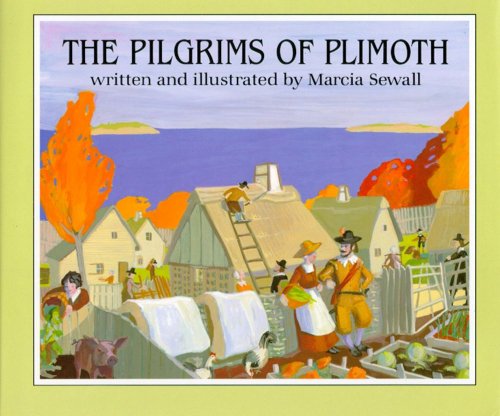 THE PILGRIMS OF PLIMOTH
written and illustrated by Marcia Sewall